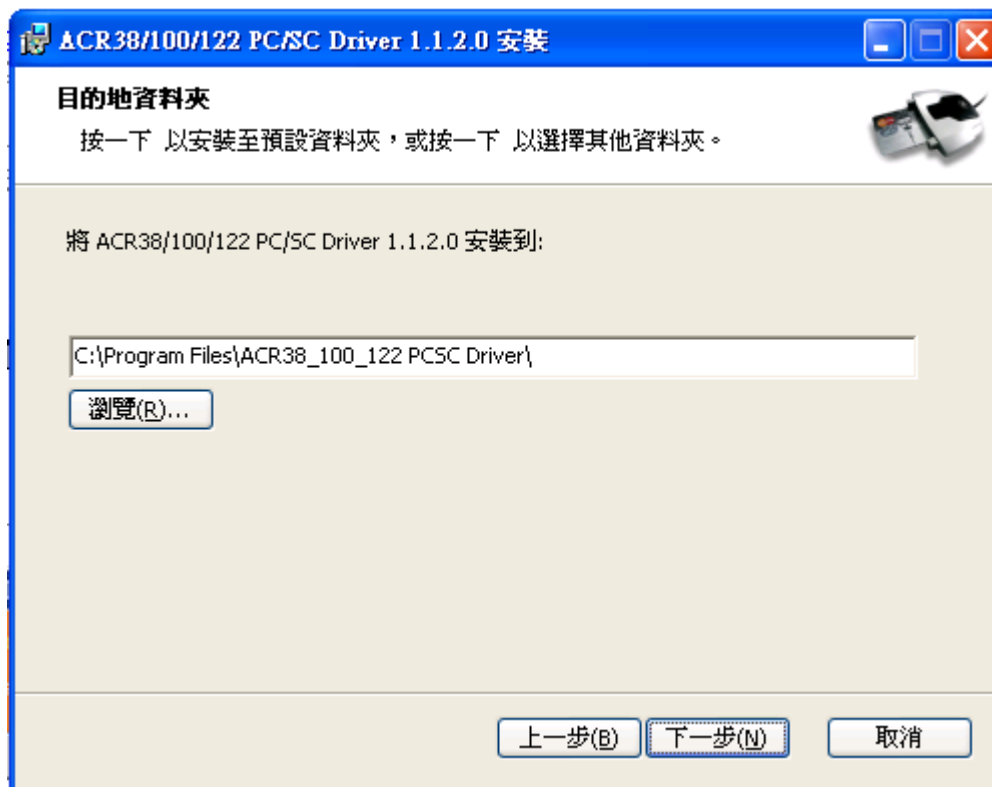 ACR38/100/122 PC/SC Driver 1.1.2.0 安裝
目的地資料夾
按一下 以安裝至預設資料夾，或按一下 以選擇其他資料夾。
將 ACR38/100/122 PC/SC Driver 1.1.2.0 安裝到:
C:\Program Files\ACR38_100_122 PCSC Driver\
瀏覽(R)...
上一步(B) 下一步(N) 取消